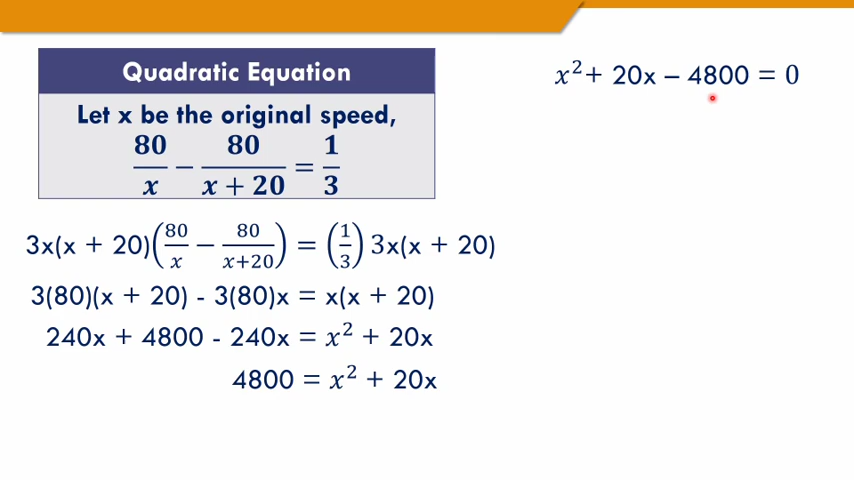 Quadratic Equation
Let x be the original speed,
80/x − 80/(x + 20) = 1/3
3x(x + 20)(80/x − 80/(x+20)) = (1/3) 3x(x + 20)
3(80)(x + 20) - 3(80)x = x(x + 20)
240x + 4800 - 240x = x² + 20x
4800 = x² + 20x
x² + 20x − 4800 = 0